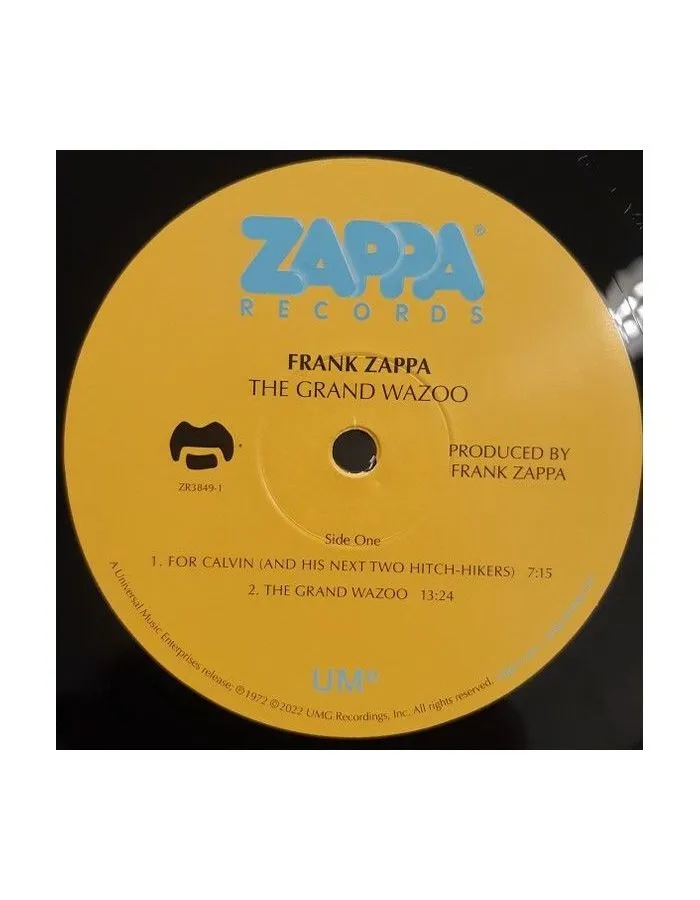 ZAPPA®
RECORDS
FRANK ZAPPA
THE GRAND WAZOO
ZR3849-1
PRODUCED BY
FRANK ZAPPA
Side One
1. FOR CALVIN (AND HIS NEXT TWO HITCH-HIKERS) 7:15
2. THE GRAND WAZOO 13:24
UMe
A Universal Music Enterprises release; ℗1972 ©2022 UMG Recordings, Inc. All rights reserved.